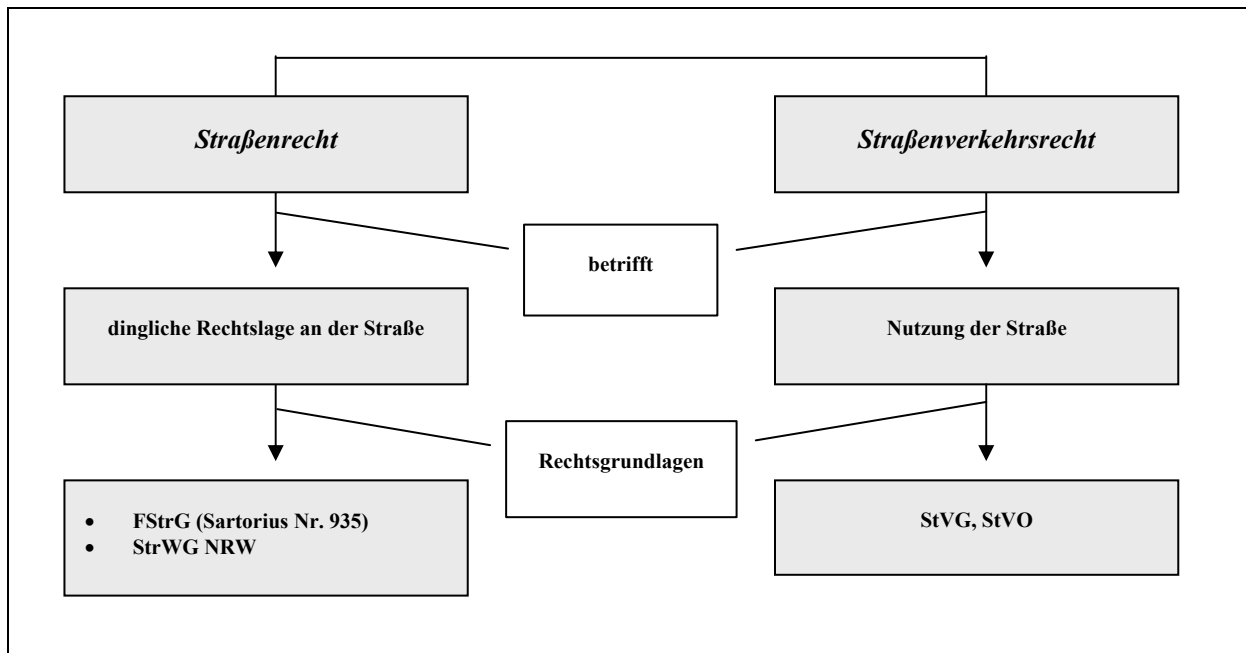 Straßenrecht
Straßenverkehrsrecht
betrifft
dingliche Rechtslage an der Straße
Nutzung der Straße
Rechtsgrundlagen
• FStrG (Sartorius Nr. 935)
• StrWG NRW
StVG, StVO